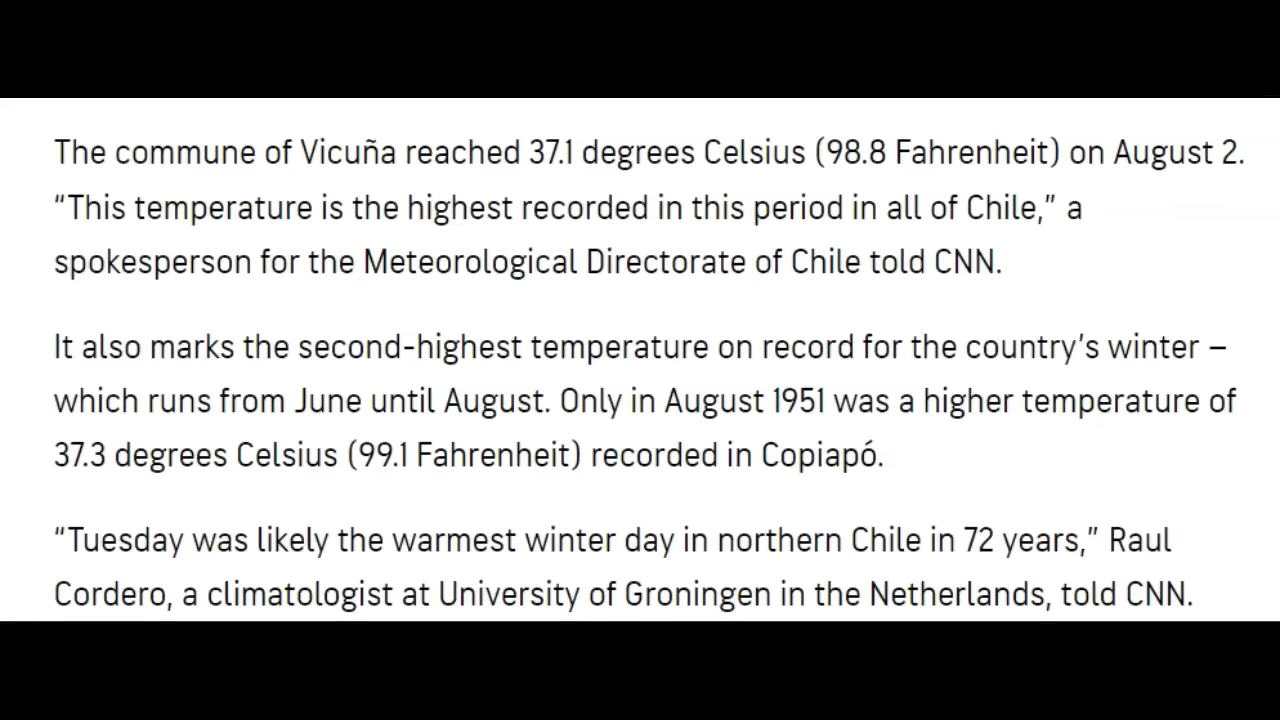 The commune of Vicuña reached 37.1 degrees Celsius (98.8 Fahrenheit) on August 2.
“This temperature is the highest recorded in this period in all of Chile,” a
spokesperson for the Meteorological Directorate of Chile told CNN.
It also marks the second-highest temperature on record for the country’s winter –
which runs from June until August. Only in August 1951 was a higher temperature of
37.3 degrees Celsius (99.1 Fahrenheit) recorded in Copiapó.
“Tuesday was likely the warmest winter day in northern Chile in 72 years,” Raul
Cordero, a climatologist at University of Groningen in the Netherlands, told CNN.